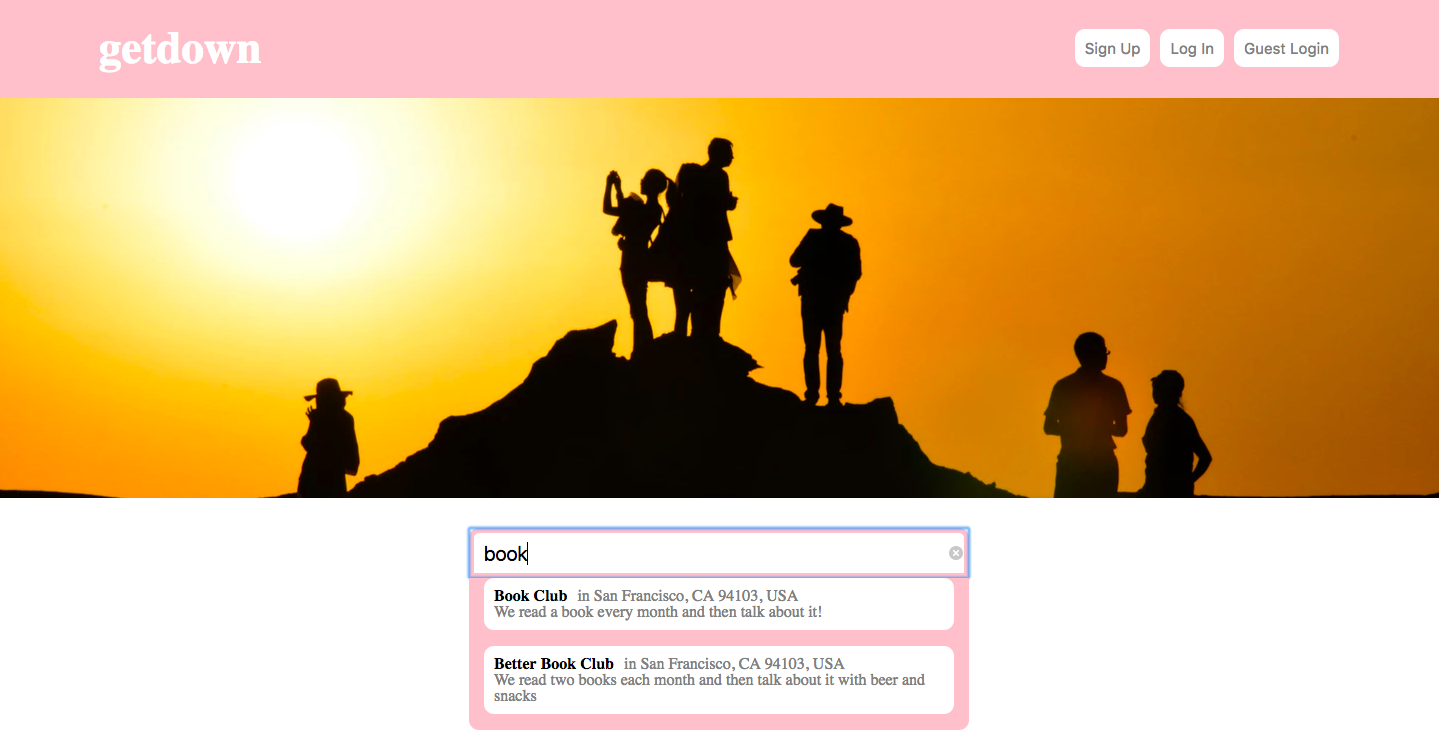 getdown
Sign Up
Log In
Guest Login
book
Book Club in San Francisco, CA 94103, USA
We read a book every month and then talk about it!
Better Book Club in San Francisco, CA 94103, USA
We read two books each month and then talk about it with beer and
snacks